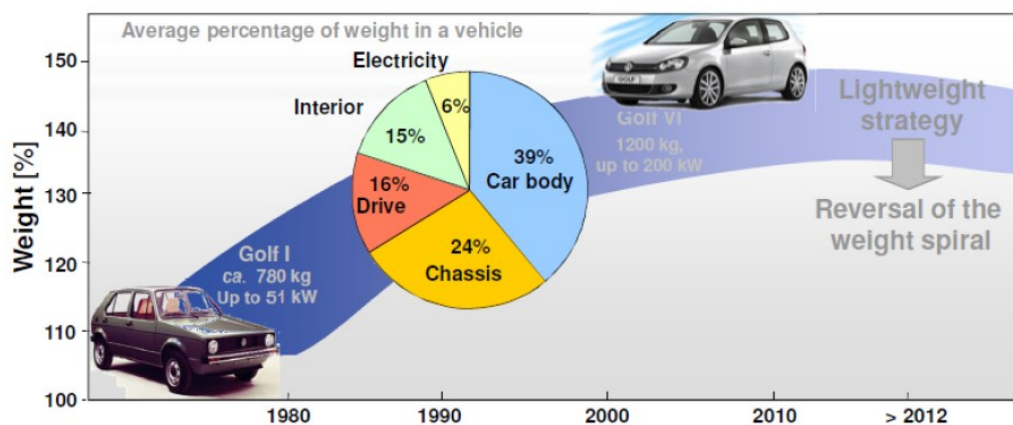 Average percentage of weight in a vehicle
Weight [%]
150
140
130
120
110
100
Electricity
6%
Interior
15%
39%
Car body
16%
Drive
24%
Chassis
Golf I
ca. 780 kg
Up to 51 kW
GOLF
Golf VI
1200 kg,
up to 200 kW
Lightweight
strategy
Reversal of the
weight spiral
1980
1990
2000
2010
> 2012